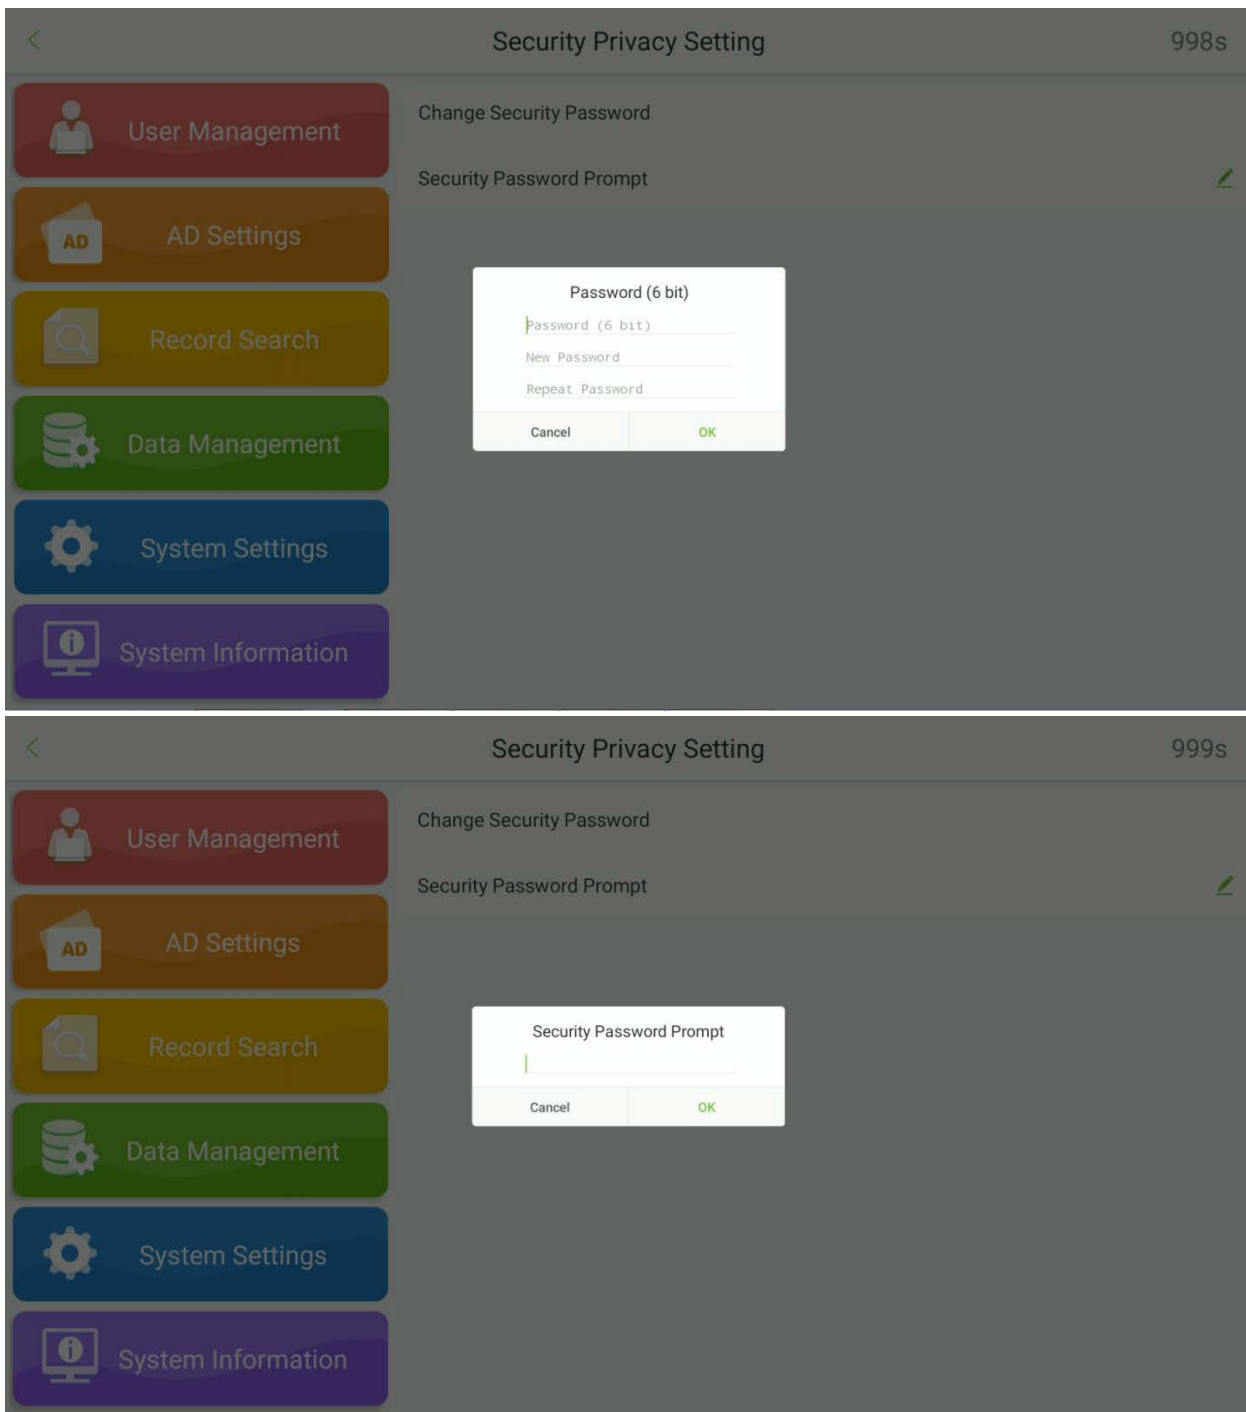 Security Privacy Setting
998s
User Management
AD
AD Settings
Record Search
Data Management
System Settings
System Information
Change Security Password
Security Password Prompt
Password (6 bit)
Password (6 bit)
New Password
Repeat Password
Cancel
OK
Security Privacy Setting
999s
User Management
AD
AD Settings
Record Search
Data Management
System Settings
System Information
Change Security Password
Security Password Prompt
Security Password Prompt
Cancel
OK